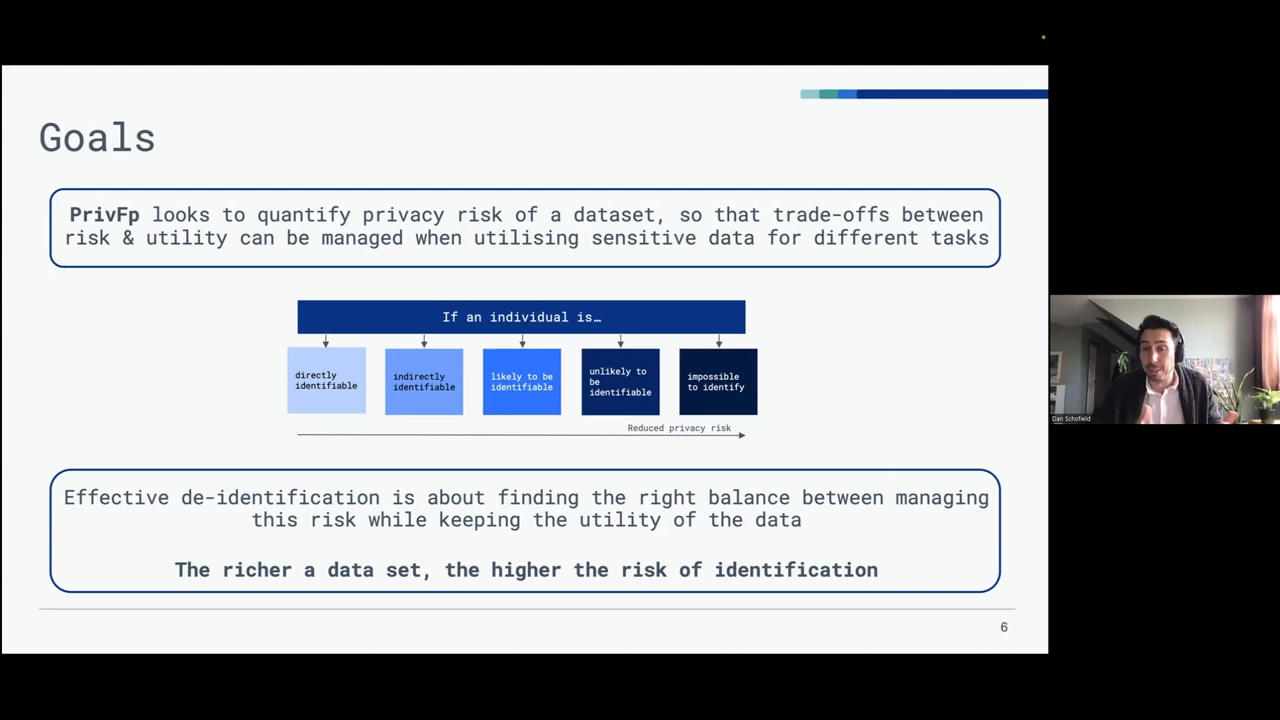 Goals
PrivFp looks to quantify privacy risk of a dataset, so that trade-offs between
risk & utility can be managed when utilising sensitive data for different tasks
If an individual is…
directly
identifiable
indirectly
identifiable
likely to be
identifiable
unlikely to
be
identifiable
impossible
to identify
Reduced privacy risk
Effective de-identification is about finding the right balance between managing
this risk while keeping the utility of the data
The richer a data set, the higher the risk of identification
6
Dan Schofield